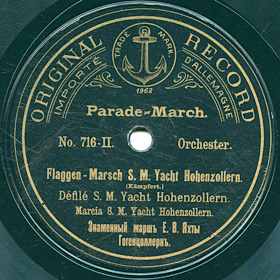 ORIGINAL RECORD
IMPORTÉ D'ALLEMAGNE
TRADE MARK
1962
Parade-March.
No. 716-II. Orchester.
Flaggen-Marsch S. M. Yacht Hohenzollern.
(Kämpfert.)
Défilé S. M. Yacht Hohenzollern.
Marcia S. M. Yacht Hohenzollern.
Знаменный маршъ Е. В. Яхты
Гогенцоллернъ.